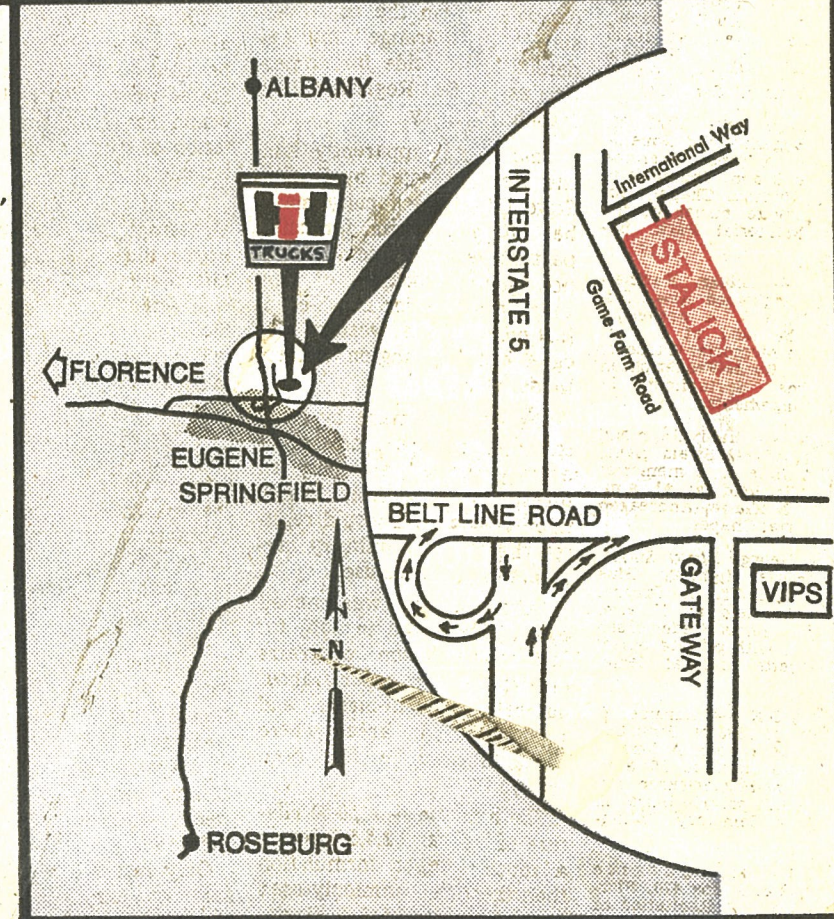 ALBANY
IH
TRUCKS
FLORENCE
EUGENE
SPRINGFIELD
N
ROSEBURG
INTERSTATE 5
International Way
STALICK
Game Farm Road
BELT LINE ROAD
GATEWAY
VIPS